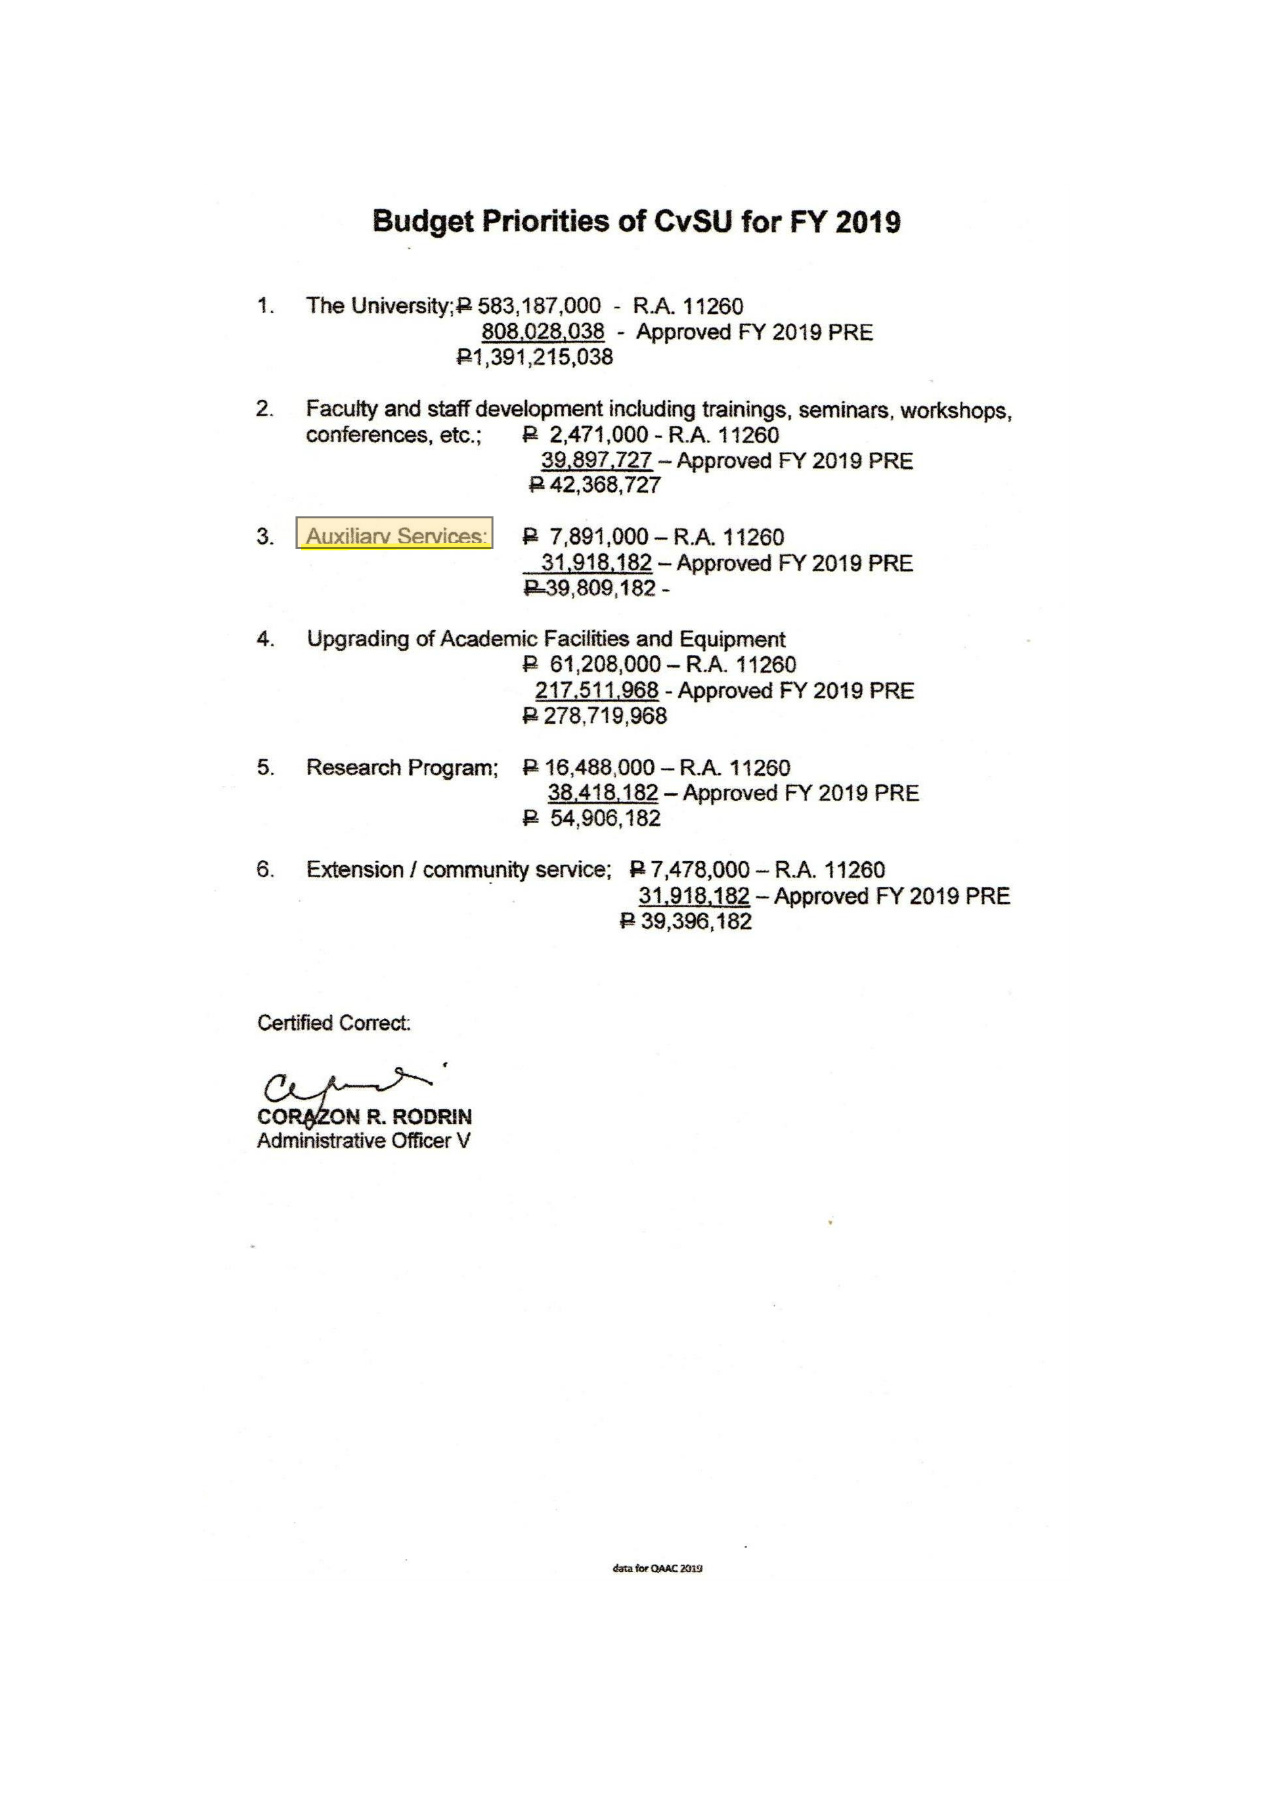 Budget Priorities of CvSU for FY 2019
1. The University;₱ 583,187,000 - R.A. 11260
808,028,038 - Approved FY 2019 PRE
₱1,391,215,038
2. Faculty and staff development including trainings, seminars, workshops,
conferences, etc.; ₱ 2,471,000 - R.A. 11260
39,897,727 – Approved FY 2019 PRE
₱ 42,368,727
3. Auxiliary Services; ₱ 7,891,000 – R.A. 11260
31,918,182 – Approved FY 2019 PRE
₱ 39,809,182 -
4. Upgrading of Academic Facilities and Equipment
₱ 61,208,000 – R.A. 11260
217,511,968 - Approved FY 2019 PRE
₱ 278,719,968
5. Research Program; ₱ 16,488,000 – R.A. 11260
38,418,182 – Approved FY 2019 PRE
₱ 54,906,182
6. Extension / community service; ₱ 7,478,000 – R.A. 11260
31,918,182 – Approved FY 2019 PRE
₱ 39,396,182
Certified Correct:
CORAZON R. RODRIN
Administrative Officer V
data for QAAC 2019